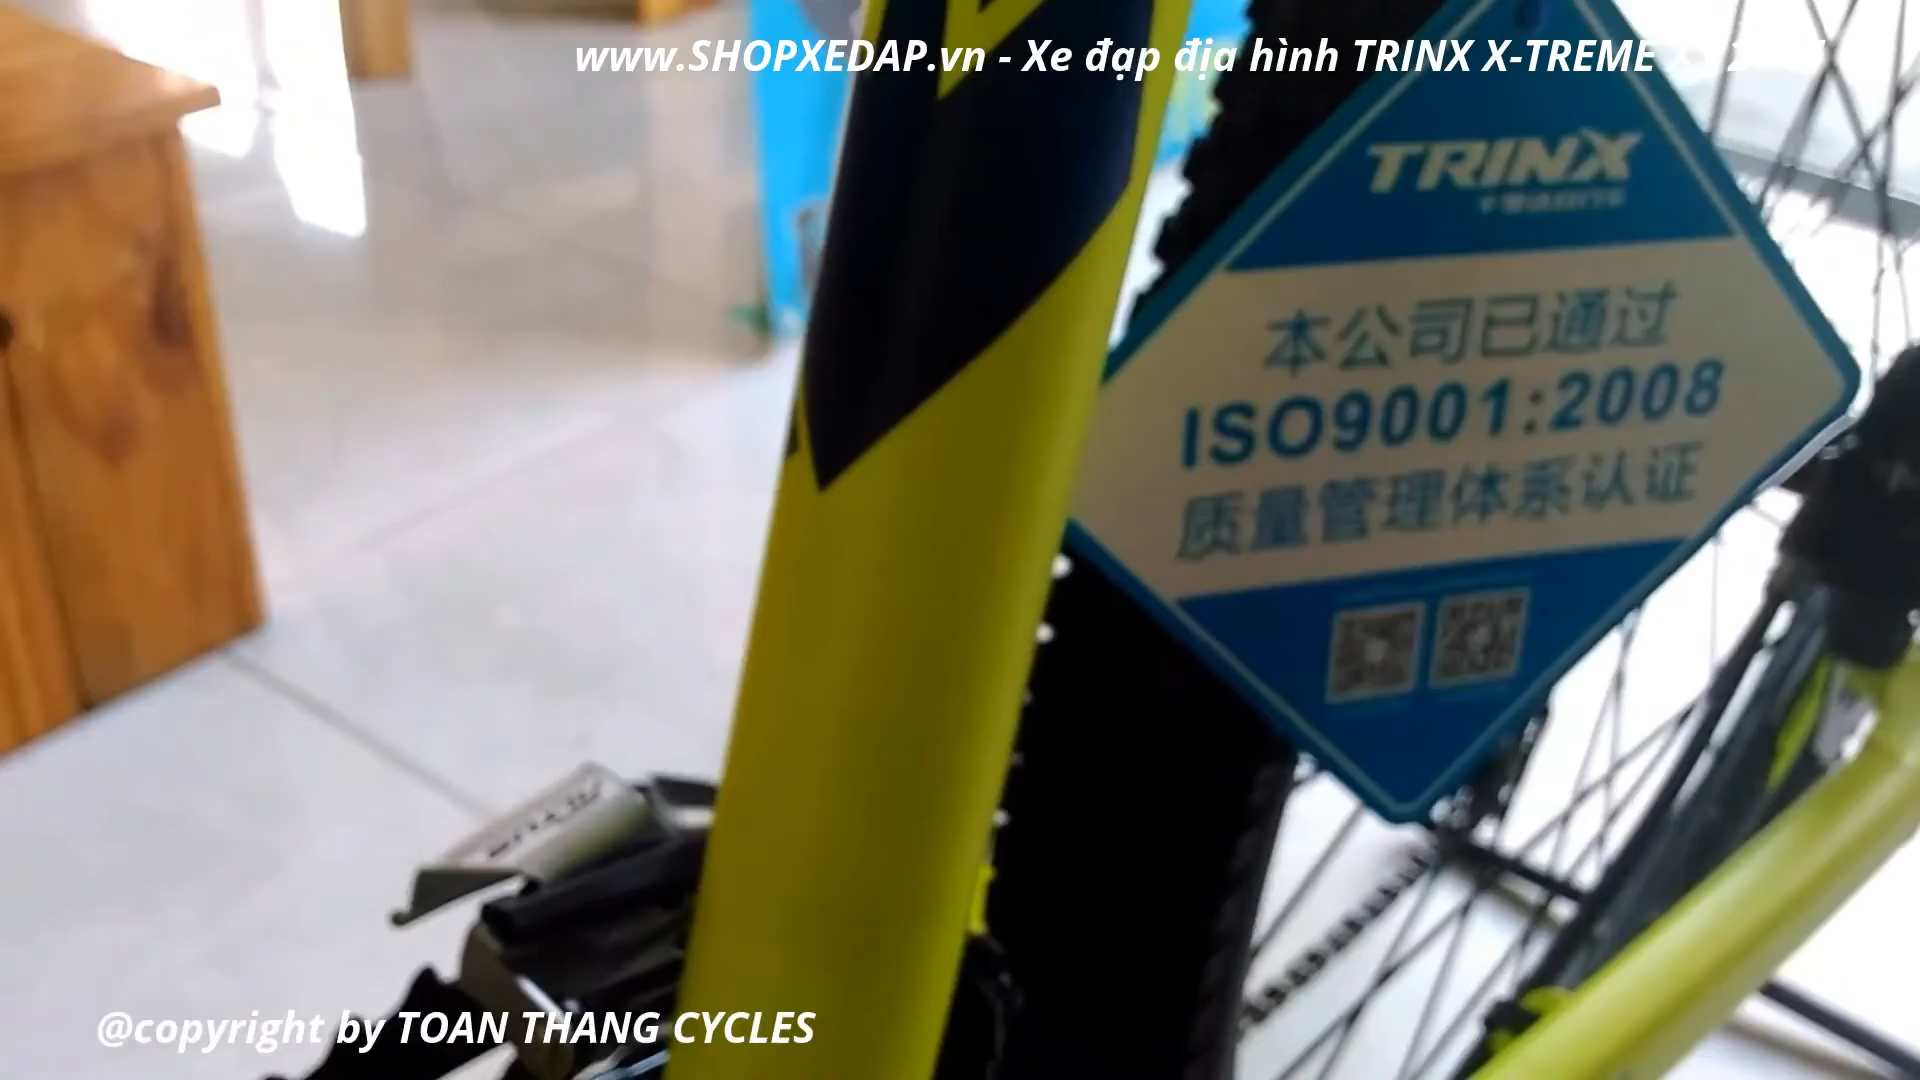 www.SHOPXEDAP.vn - Xe đạp địa hình TRINX X-TREME
TRINX
本公司已通过
ISO9001:2008
质量管理体系认证
@copyright by TOAN THANG CYCLES